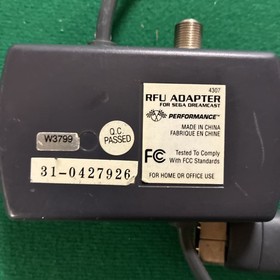 4307
RFU ADAPTER
FOR SEGA DREAMCAST
PERFORMANCE™
MADE IN CHINA
FABRIQUE EN CHINE
W3799
Q.C.
PASSED
FC Tested To Comply
With FCC Standards
31-0427926
FOR HOME OR OFFICE USE